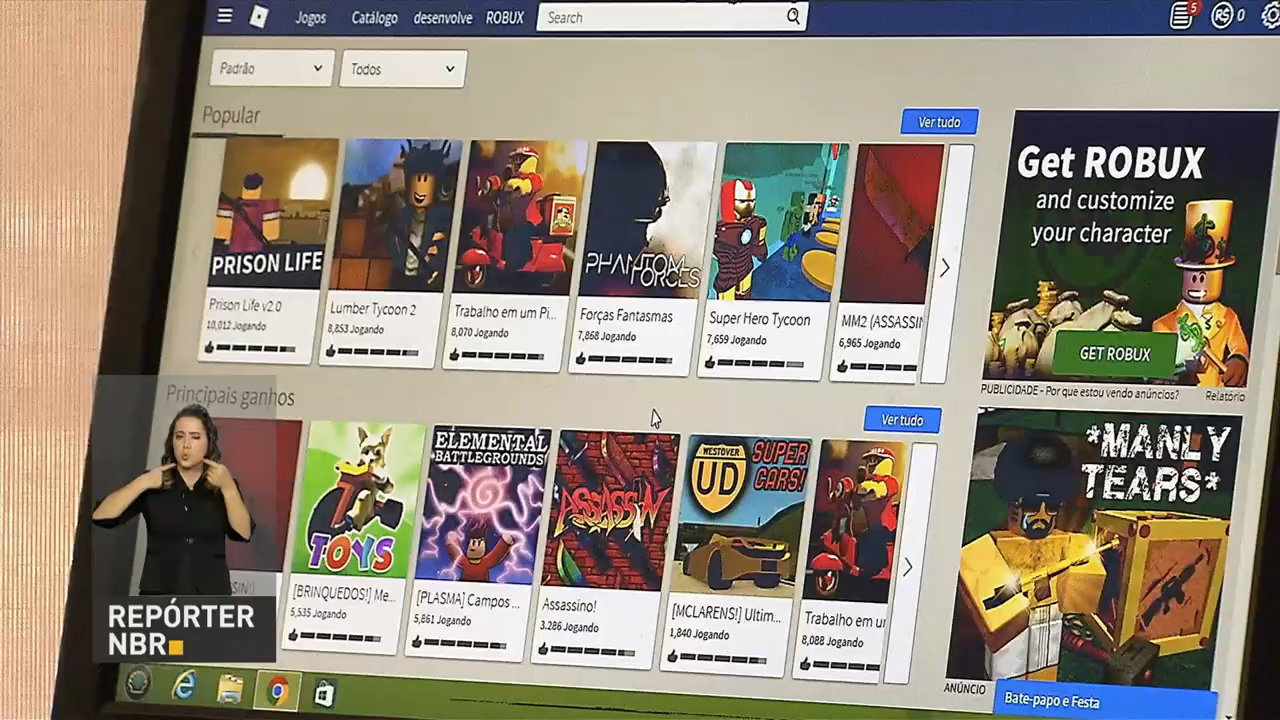 Jogos Catálogo desenvolve ROBUX Search 5 R$ 0
Padrão Todos
Popular Ver tudo
PRISON LIFE
Prison Life v2.0
10,012 Jogando
Lumber Tycoon 2
8,853 Jogando
Trabalho em um Pi...
8,070 Jogando
PHANTOM
FORCES
Forças Fantasmas
7,868 Jogando
Super Hero Tycoon
7,659 Jogando
MM2 (ASSASSIN
6,965 Jogando
Get ROBUX
and customize
your character
GET ROBUX
PUBLICIDADE - Por que estou vendo anúncios? Relatório
Principais ganhos Ver tudo
SIN!)
TOYS
[BRINQUEDOS!] Me...
5,535 Jogando
ELEMENTAL
BATTLEGROUNDS
[PLASMA] Campos ...
5,861 Jogando
ASSASSIN
Assassino!
3.286 Jogando
WESTOVER
UD
SUPER
CARS!
[MCLARENS!] Ultim...
1,840 Jogando
Trabalho em ur
8,088 Jogando
*MANLY
TEARS*
ANÚNCIO
Bate-papo e Festa
REPÓRTER
NBR